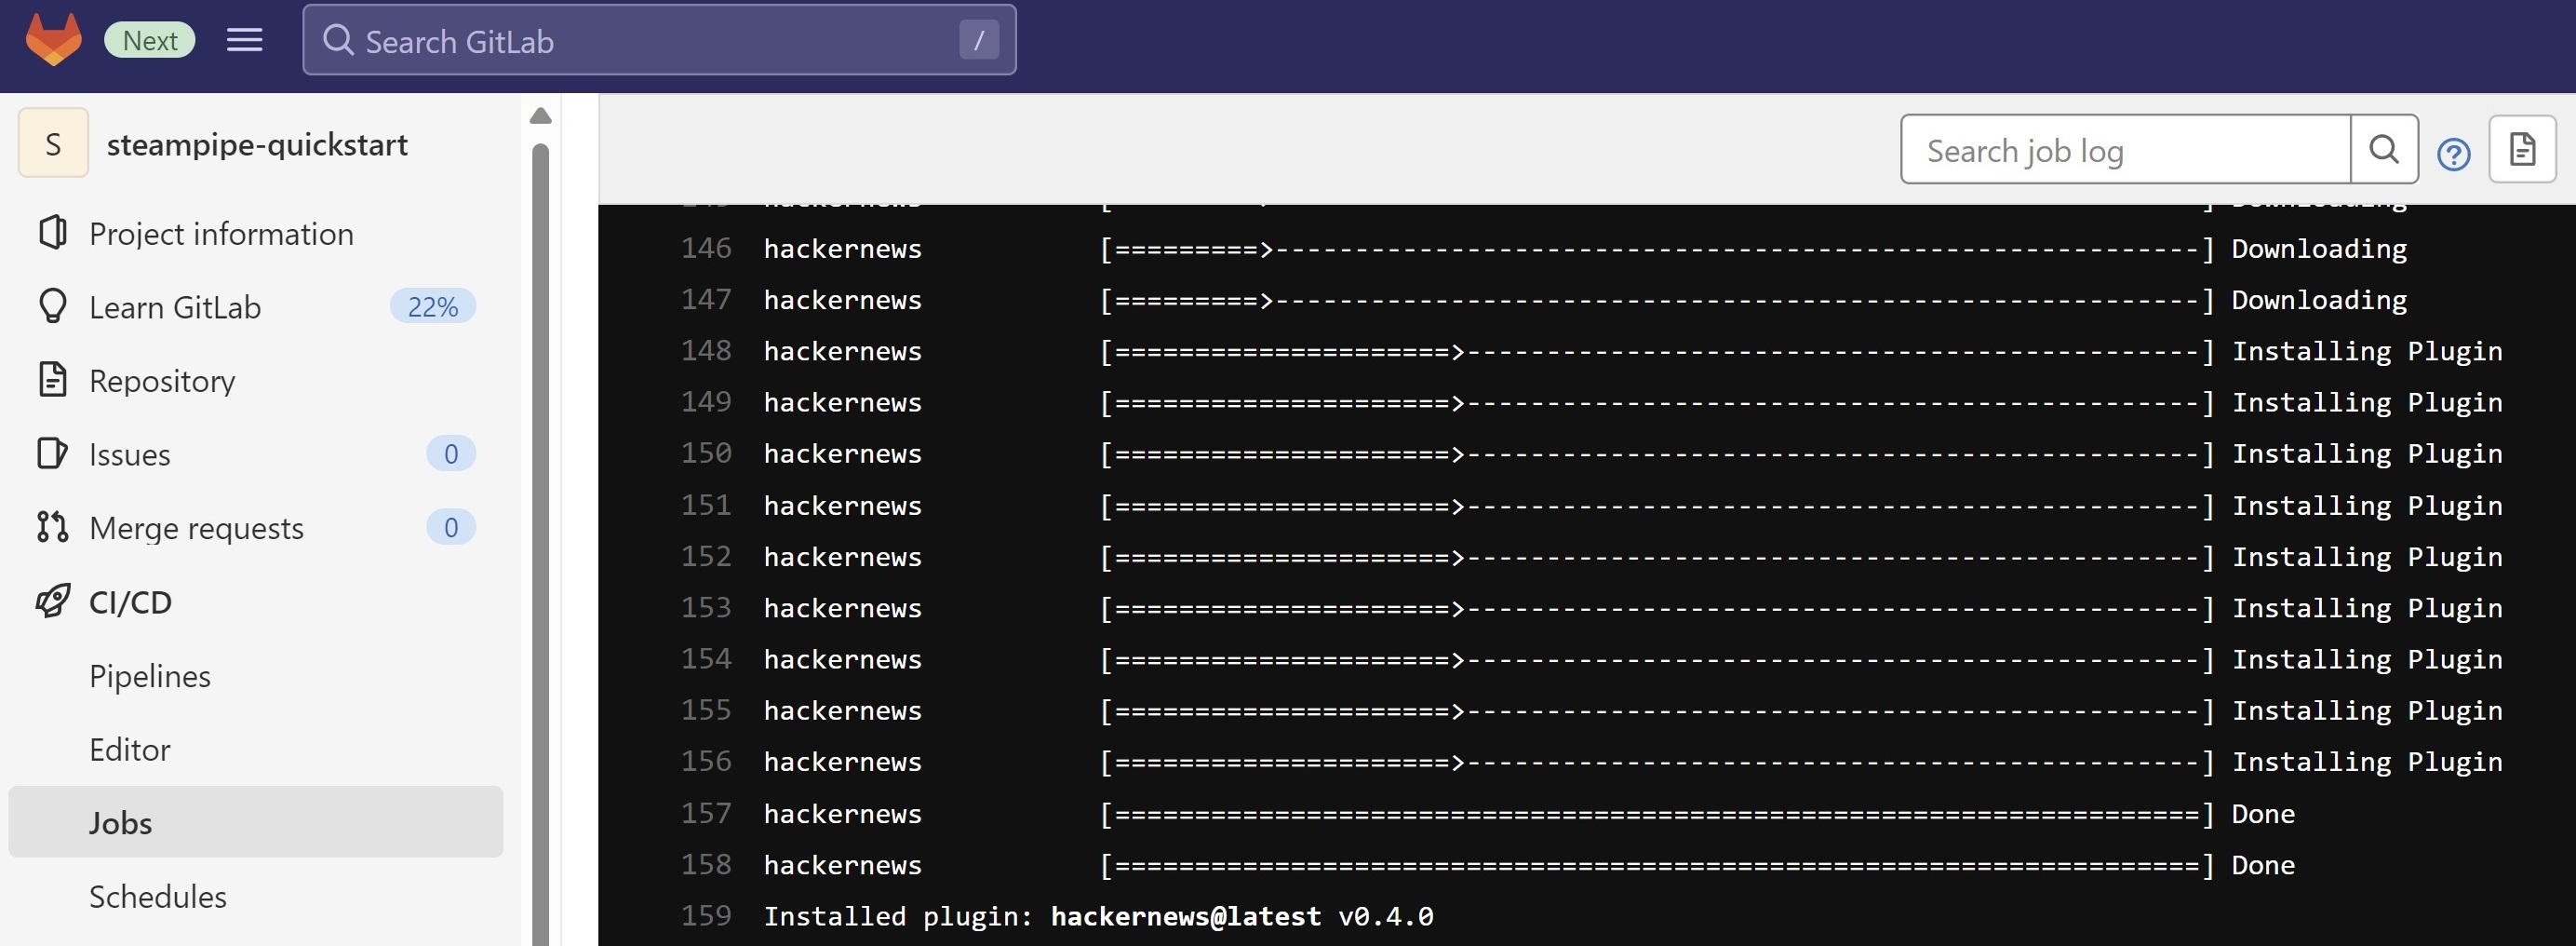 Next
Search GitLab /
S steampipe-quickstart
Project information
Learn GitLab 22%
Repository
Issues 0
Merge requests 0
CI/CD
Pipelines
Editor
Jobs
Schedules
Search job log
146 hackernews [=========>----------------------------------------------------------] Downloading
147 hackernews [=========>----------------------------------------------------------] Downloading
148 hackernews [=====================>----------------------------------------------] Installing Plugin
149 hackernews [=====================>----------------------------------------------] Installing Plugin
150 hackernews [=====================>----------------------------------------------] Installing Plugin
151 hackernews [=====================>----------------------------------------------] Installing Plugin
152 hackernews [=====================>----------------------------------------------] Installing Plugin
153 hackernews [=====================>----------------------------------------------] Installing Plugin
154 hackernews [=====================>----------------------------------------------] Installing Plugin
155 hackernews [=====================>----------------------------------------------] Installing Plugin
156 hackernews [=====================>----------------------------------------------] Installing Plugin
157 hackernews [====================================================================] Done
158 hackernews [====================================================================] Done
159 Installed plugin: hackernews@latest v0.4.0